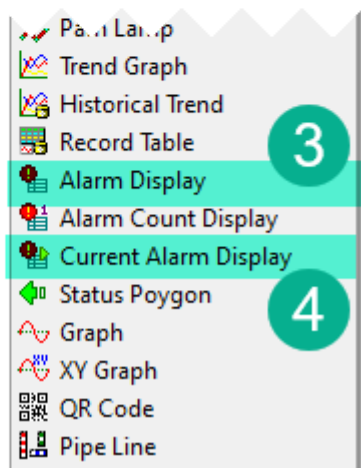 Trend Graph
Historical Trend
Record Table
3
Alarm Display
Alarm Count Display
Current Alarm Display
Status Poygon
4
Graph
XY Graph
QR Code
Pipe Line